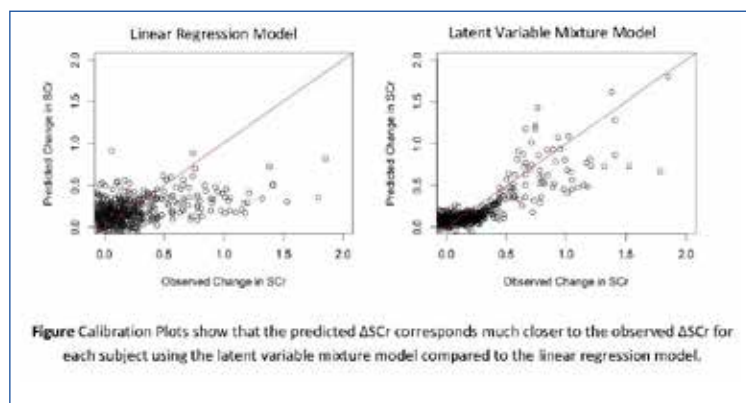 Linear Regression Model
Latent Variable Mixture Model
Predicted Change in SCr
0.0
0.5
1.0
1.5
2.0
0.0 0.5 1.0 1.5 2.0
Observed Change in SCr
Predicted Change in SCr
0.0
0.5
1.0
1.5
2.0
0.0 0.5 1.0 1.5 2.0
Observed Change in SCr
Figure Calibration Plots show that the predicted ΔSCr corresponds much closer to the observed ΔSCr for
each subject using the latent variable mixture model compared to the linear regression model.